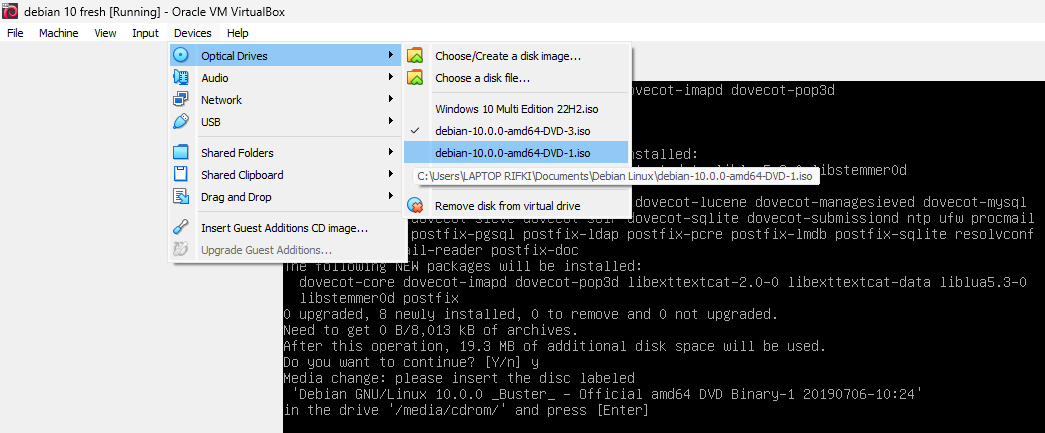 debian 10 fresh [Running] - Oracle VM VirtualBox
File Machine View Input Devices Help
Optical Drives
Audio
Network
USB
Shared Folders
Shared Clipboard
Drag and Drop
Insert Guest Additions CD image...
Upgrade Guest Additions...
Choose/Create a disk image...
Choose a disk file...
Windows 10 Multi Edition 22H2.iso
debian-10.0.0-amd64-DVD-3.iso
debian-10.0.0-amd64-DVD-1.iso
C:\Users\LAPTOP RIFKI\Documents\Debian Linux\debian-10.0.0-amd64-DVD-1.iso
Remove disk from virtual drive
dovecot-imapd dovecot-pop3d
installed:
libstemmer0d
dovecot-lucene dovecot-managesieved dovecot-mysql
dovecot-sqlite dovecot-submissiond ntp ufw procmail
postfix-pgsql postfix-ldap postfix-pcre postfix-lmdb postfix-sqlite resolvconf
il-reader postfix-doc
The following NEW packages will be installed:
dovecot-core dovecot-imapd dovecot-pop3d libexttextcat-2.0-0 libexttextcat-data liblua5.3-0
libstemmer0d postfix
0 upgraded, 8 newly installed, 0 to remove and 0 not upgraded.
Need to get 0 B/8,013 kB of archives.
After this operation, 19.3 MB of additional disk space will be used.
Do you want to continue? [Y/n] y
Media change: please insert the disc labeled
'Debian GNU/Linux 10.0.0 _Buster_ - Official amd64 DVD Binary-1 20190706-10:24'
in the drive '/media/cdrom/' and press [Enter]